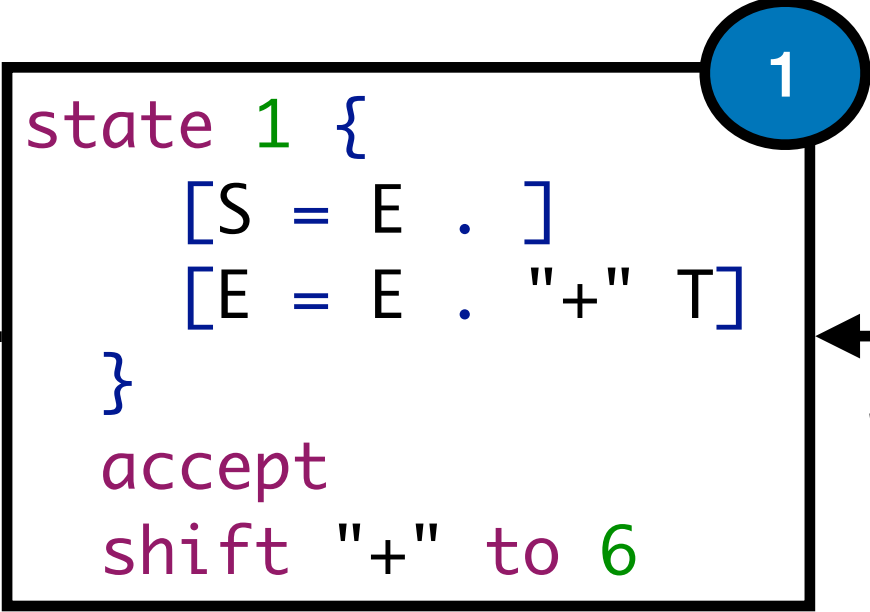 1
state 1 {
[S = E . ]
[E = E . "+" T]
}
accept
shift "+" to 6